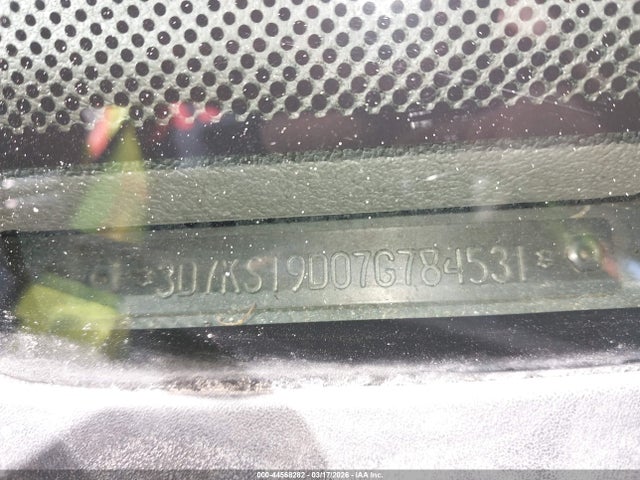 *3D7KS19D07G784531*
000-44568282 - 03/17/2026 - IAA Inc.